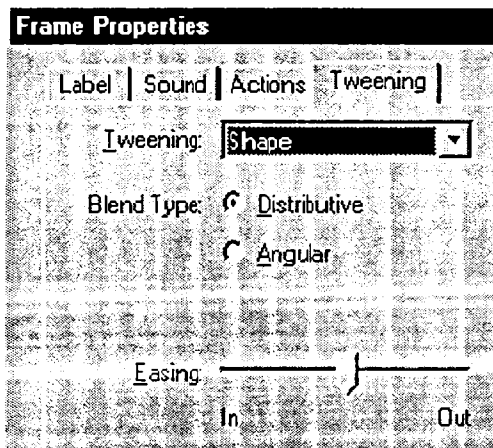 Frame Properties
Label Sound Actions Tweening
Tweening: Shape
Blend Type: Distributive
Angular
Easing:
In Out